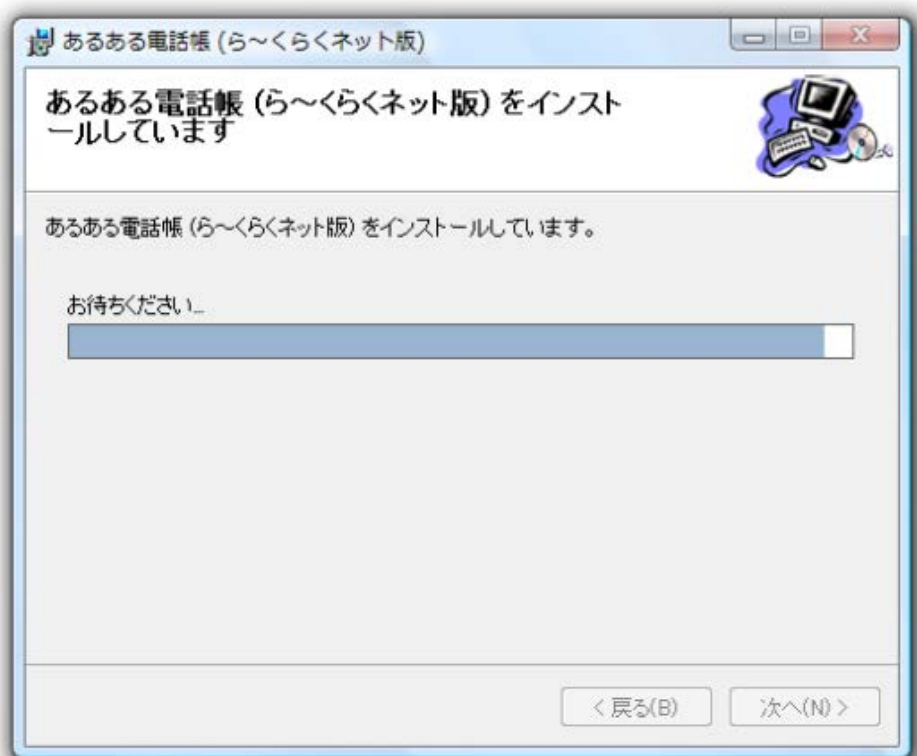 あるある電話帳 (ら～くらくネット版)
あるある電話帳 (ら～くらくネット版) をインスト
ールしています
あるある電話帳 (ら～くらくネット版) をインストールしています。
お待ちください...
< 戻る(B)
次へ(N) >